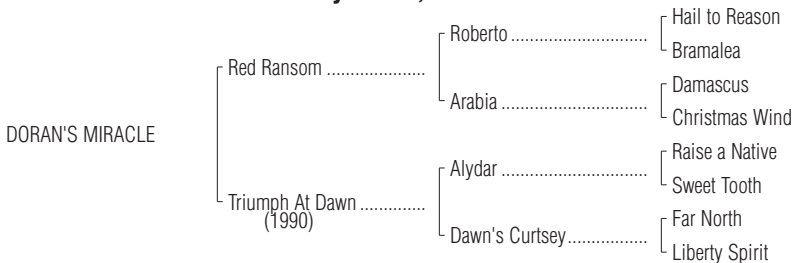 Hail to Reason
Roberto ............................
Bramalea
Red Ransom .....................
Damascus
Arabia ..............................
Christmas Wind
DORAN'S MIRACLE
Raise a Native
Alydar ..............................
Sweet Tooth
Triumph At Dawn ..............
(1990)
Far North
Dawn's Curtsey.................
Liberty Spirit